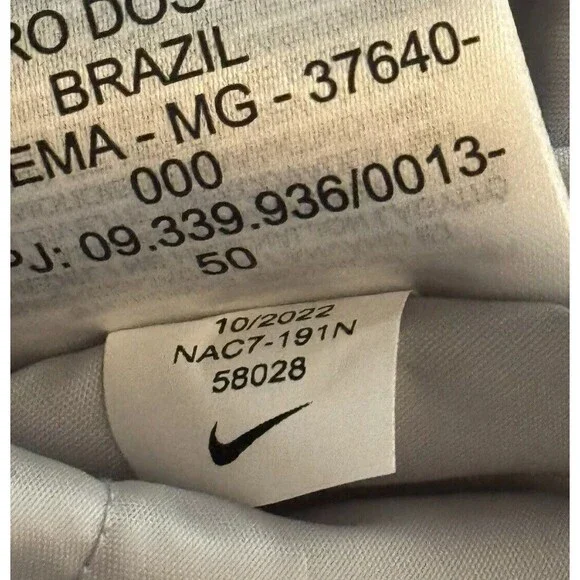 RO DOS
BRAZIL
EMA - MG - 37640-
000
PJ: 09.339.936/0013-
50
10/2022
NAC7-191N
58028